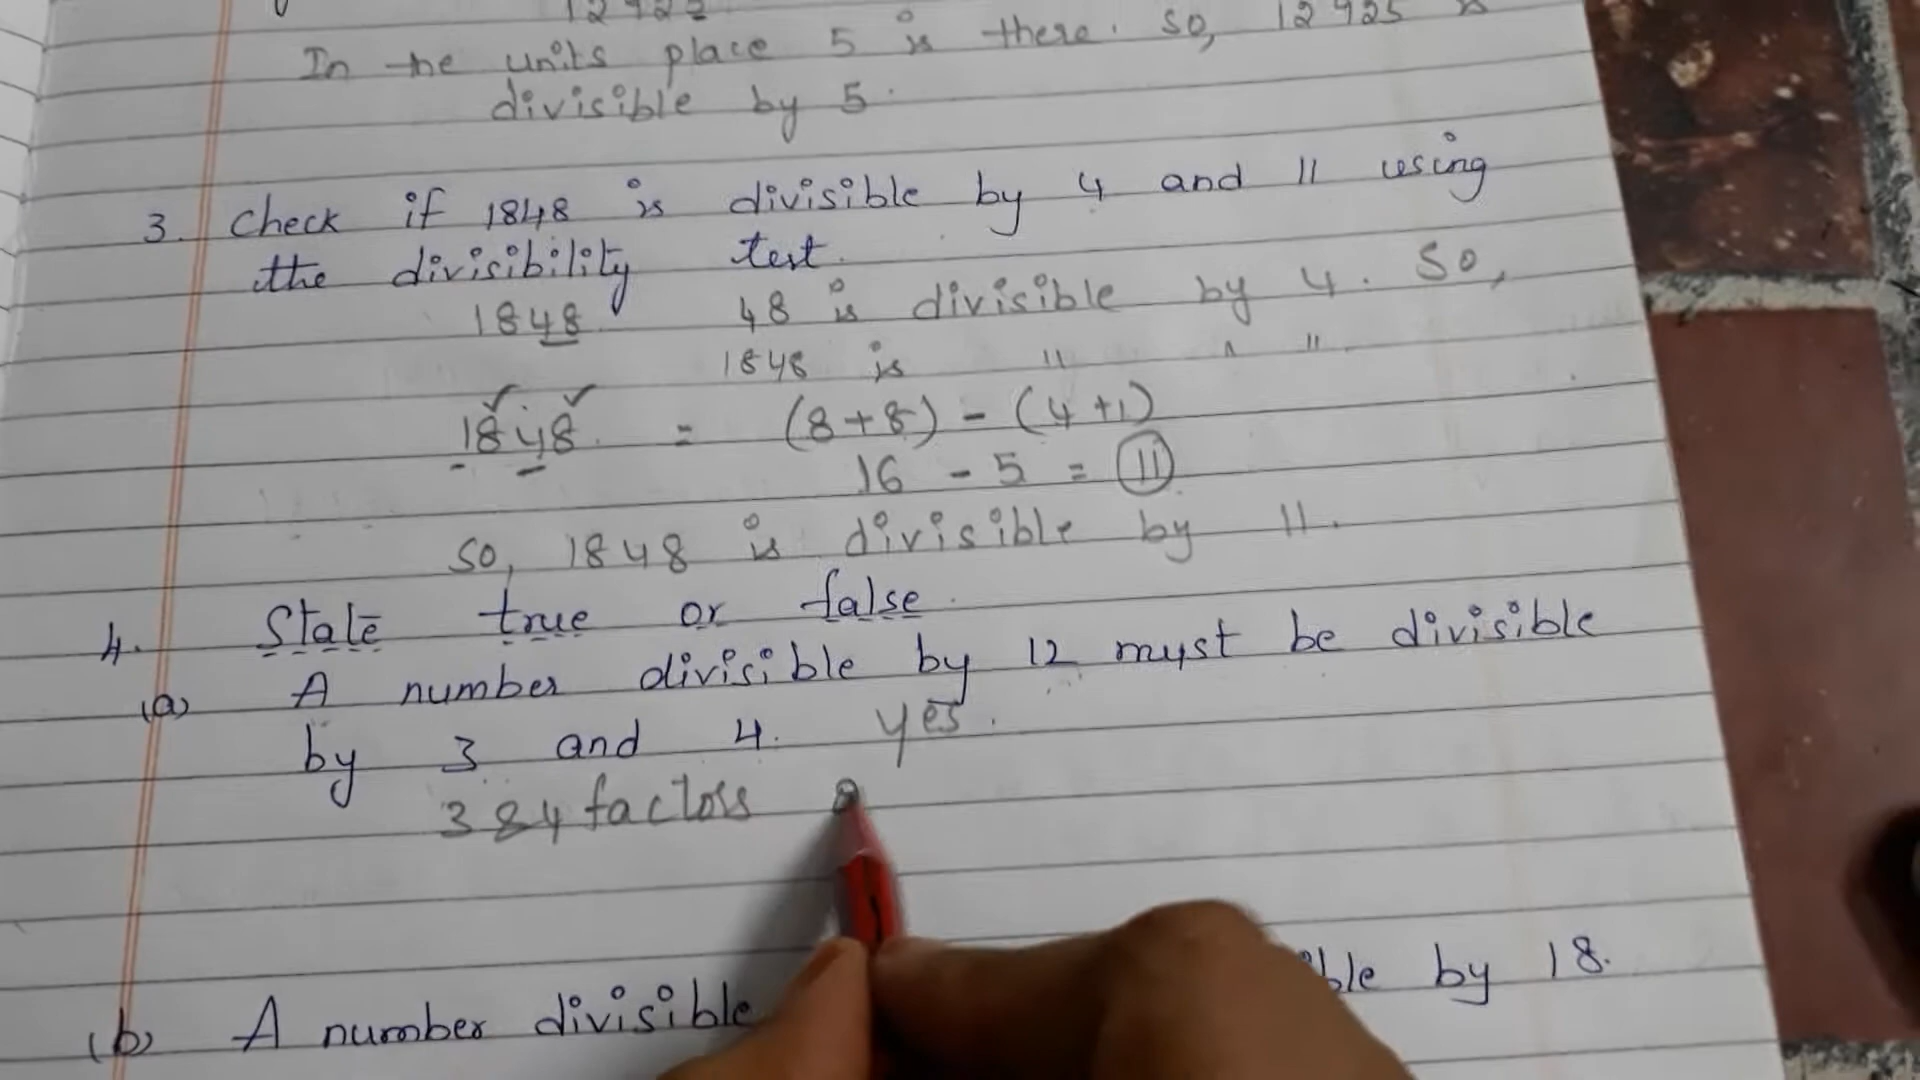 In the units place 5 is there. So, 12925 is
divisible by 5.
3. Check if 1848 is divisible by 4 and 11 using
the divisibility test.
1848 48 is divisible by 4. So,
1848 is " " "
1848 = (8+8) - (4+1)
16 - 5 = 11
So, 1848 is divisible by 11.
4. State true or false.
(a) A number divisible by 12 must be divisible
by 3 and 4. yes.
3 & 4 factors
(b) A number divisible by 18.